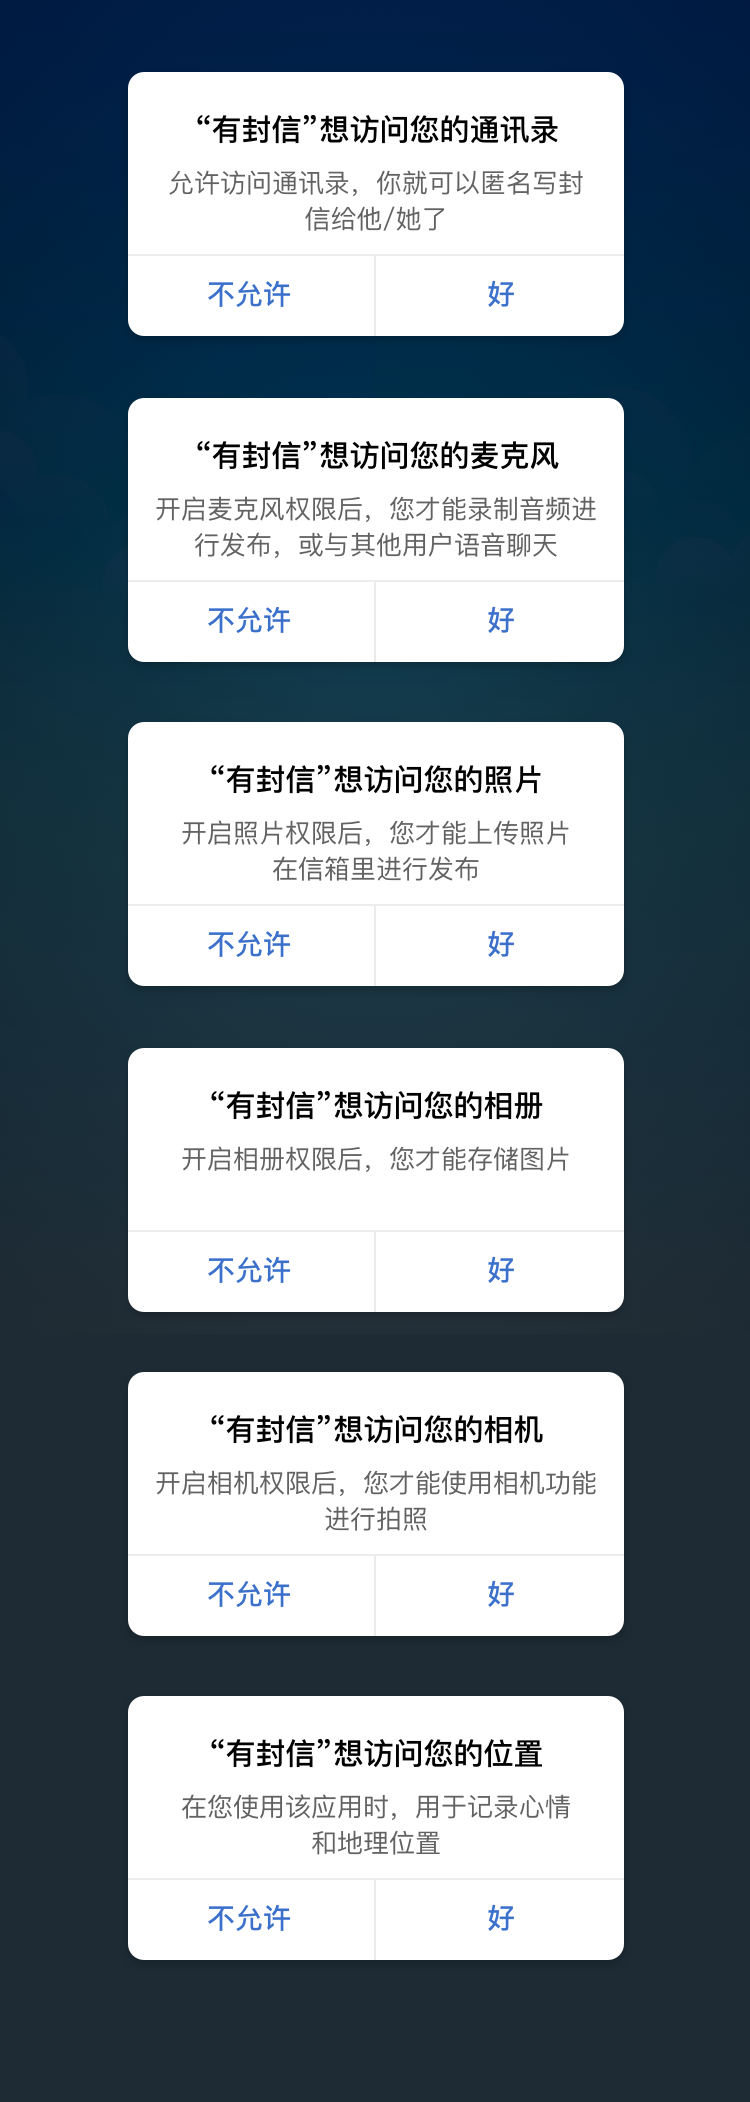 “有封信”想访问您的通讯录
允许访问通讯录，你就可以匿名写封
信给他/她了
不允许
好
“有封信”想访问您的麦克风
开启麦克风权限后，您才能录制音频进
行发布，或与其他用户语音聊天
不允许
好
“有封信”想访问您的照片
开启照片权限后，您才能上传照片
在信箱里进行发布
不允许
好
“有封信”想访问您的相册
开启相册权限后，您才能存储图片
不允许
好
“有封信”想访问您的相机
开启相机权限后，您才能使用相机功能
进行拍照
不允许
好
“有封信”想访问您的位置
在您使用该应用时，用于记录心情
和地理位置
不允许
好